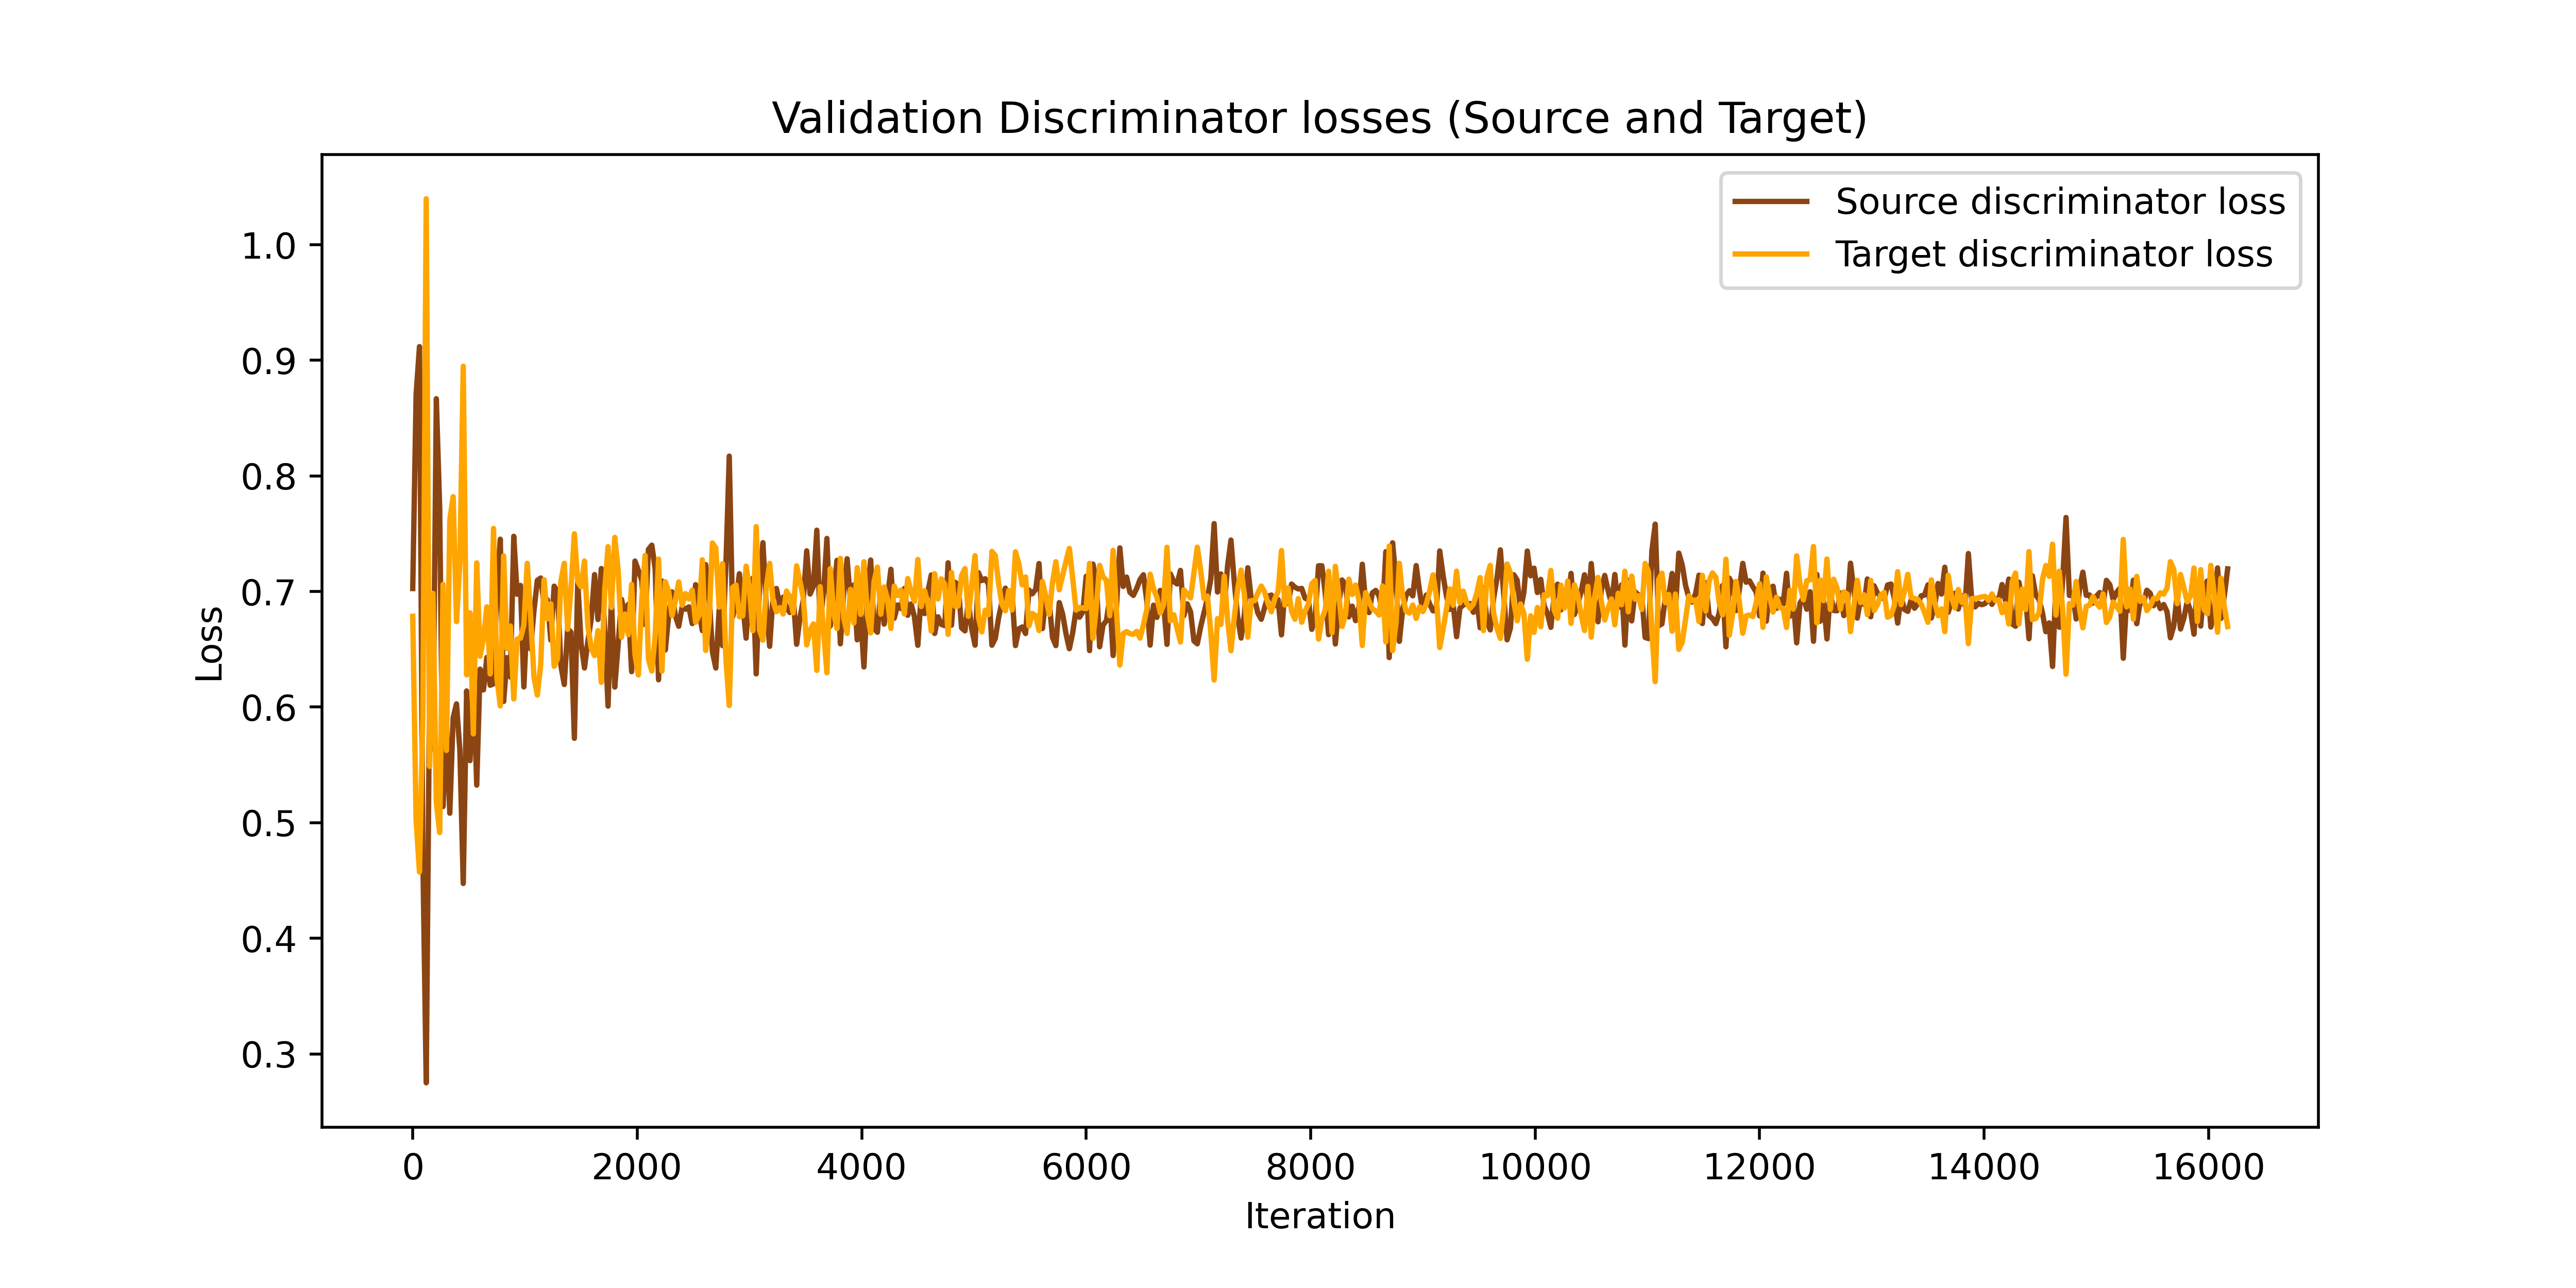 Validation Discriminator losses (Source and Target)
Source discriminator loss
Target discriminator loss
1.0
0.9
0.8
0.7
0.6
0.5
0.4
0.3
Loss
0 2000 4000 6000 8000 10000 12000 14000 16000
Iteration